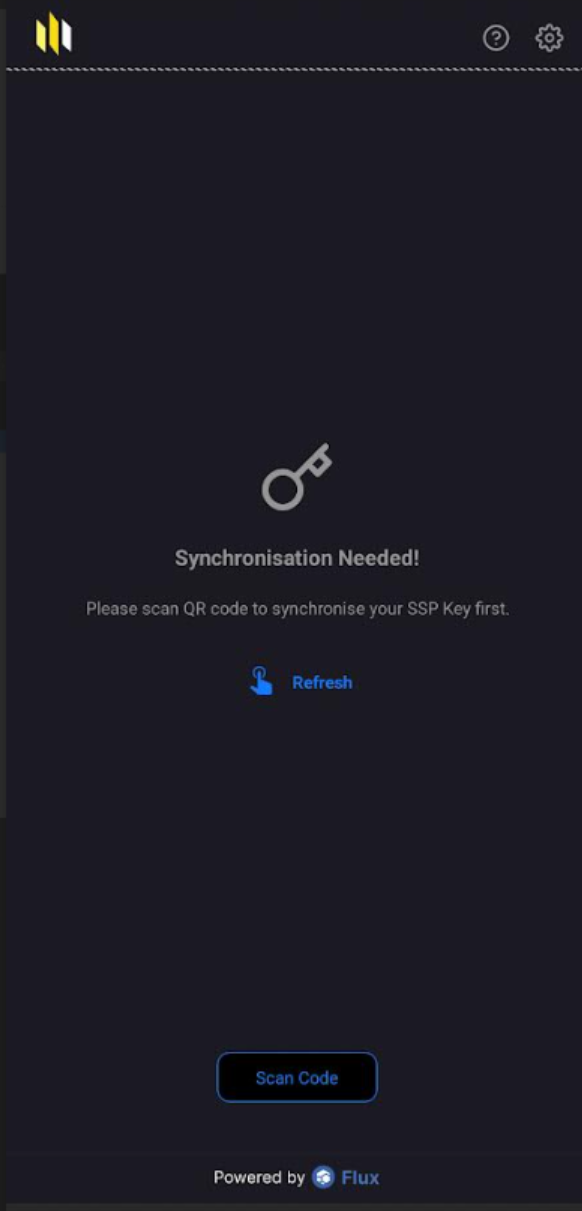 Synchronisation Needed!
Please scan QR code to synchronise your SSP Key first.
Refresh
Scan Code
Powered by Flux